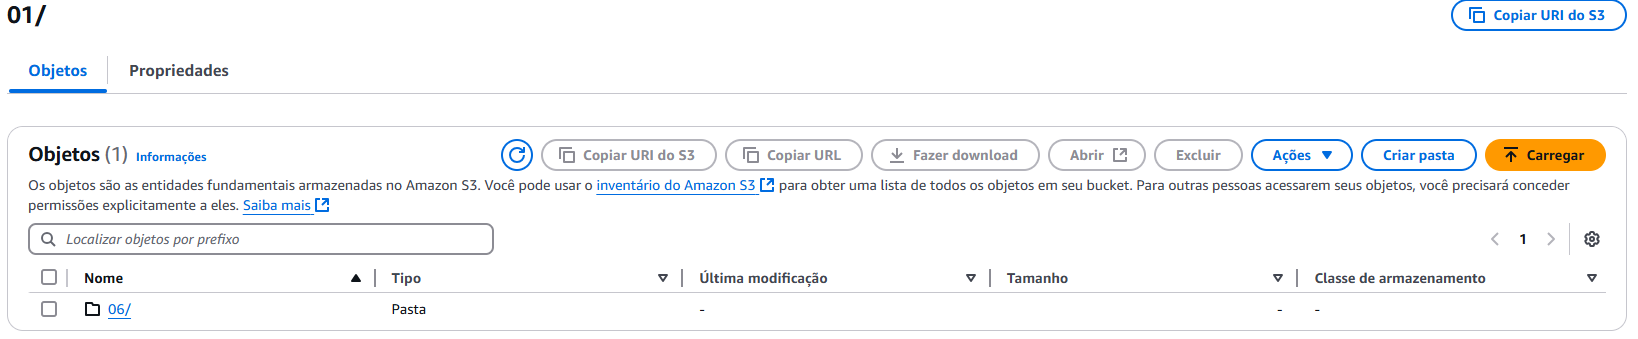 01/
Copiar URI do S3
Objetos
Propriedades
Objetos (1) Informações
Copiar URI do S3
Copiar URL
Fazer download
Abrir
Excluir
Ações
Criar pasta
Carregar
Os objetos são as entidades fundamentais armazenadas no Amazon S3. Você pode usar o inventário do Amazon S3 para obter uma lista de todos os objetos em seu bucket. Para outras pessoas acessarem seus objetos, você precisará conceder
permissões explicitamente a eles. Saiba mais
Localizar objetos por prefixo
1
Nome
Tipo
Última modificação
Tamanho
Classe de armazenamento
06/
Pasta
-
-
-